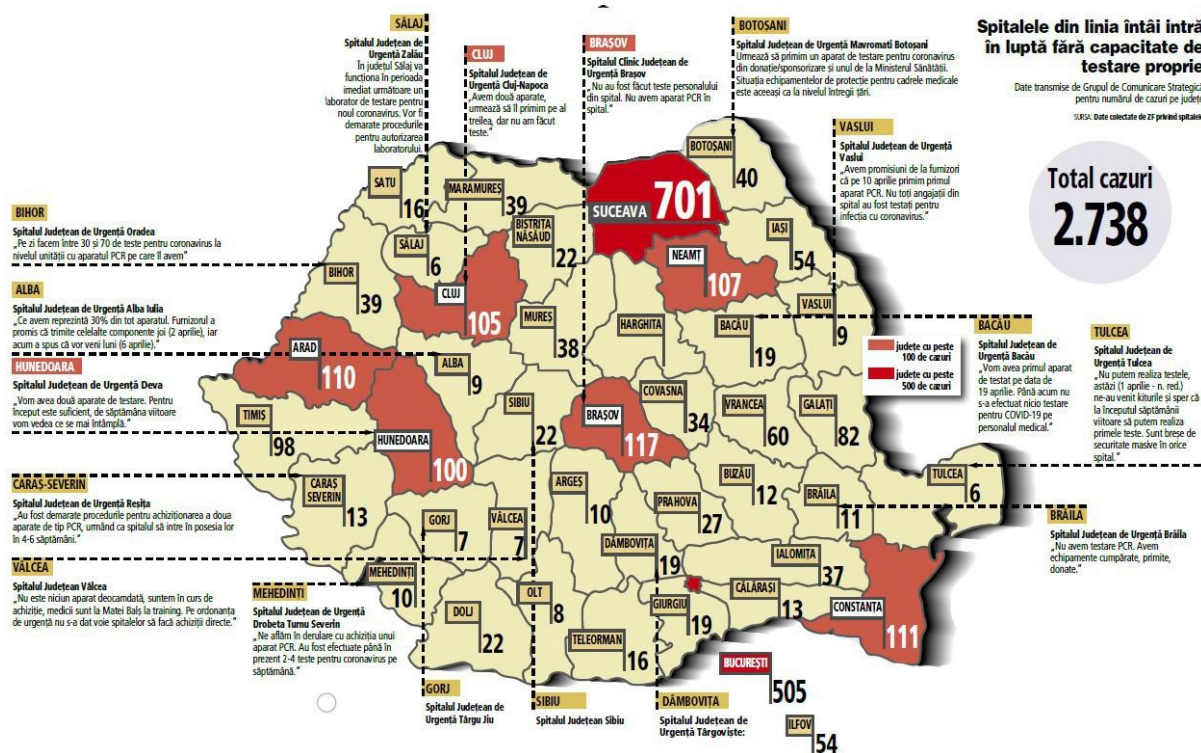 Spitalele din linia întâi intră
în luptă fără capacitate de
testare proprie
Date transmise de Grupul de Comunicare Strategică
pentru numărul de cazuri pe județe
SURSA: Date colectate de ZF privind spitalele
Total cazuri
2.738
SĂLAJ
Spitalul Județean de
Urgență Zalău
În județul Sălaj va
funcționa în perioada
imediat următoare un
laborator de testare pentru
noul coronavirus. Vor fi
demarate procedurile
pentru autorizarea
laboratorului.
CLUJ
Spitalul Județean de
Urgență Cluj-Napoca
„Avem două aparate,
urmează să îl primim pe al
treilea, dar nu am făcut
teste.”
BRAȘOV
Spitalul Clinic Județean de
Urgență Brașov
„Nu au fost făcut teste personalului
din spital. Nu avem aparat PCR în
spital.”
BOTOȘANI
Spitalul Județean de Urgență Mavromati Botoșani
Urmează să primim un aparat de testare pentru coronavirus
din donație/sponsorizare și unul de la Ministerul Sănătății.
Situația echipamentelor de protecție pentru cadrele medicale
este aceeași ca la nivelul întregii țări.
VASLUI
Spitalul Județean de Urgență
Vaslui
„Avem promisiuni de la furnizori
că pe 10 aprilie primim primul
aparat PCR. Nu toți angajații din
spital au fost testați pentru
infecția cu coronavirus.”
BIHOR
Spitalul Județean de Urgență Oradea
„Pe zi facem între 30 și 70 de teste pentru coronavirus la
nivelul unității cu aparatul PCR pe care îl avem”
ALBA
Spitalul Județean de Urgență Alba Iulia
„Ce avem reprezintă 30% din tot aparatul. Furnizorul a
promis că trimite celelalte componente joi (2 aprilie), iar
acum a spus că vor veni luni (6 aprilie).”
HUNEDOARA
Spitalul Județean de Urgență Deva
„Vom avea două aparate de testare. Pentru
început este suficient, de săptămâna viitoare
vom vedea ce se mai întâmplă.”
CARAȘ-SEVERIN
Spitalul Județean de Urgență Reșița
„Au fost demarate procedurile pentru achiziționarea a doua
aparate de tip PCR, urmând ca spitalul să intre în posesia lor
în 4-6 săptămâni.”
VÂLCEA
Spitalul Județean Vâlcea
„Nu este niciun aparat deocamdată, suntem în curs de
achiziție, medicii sunt la Matei Balș la training. Pe ordonanța
de urgență nu s-a dat voie spitalelor să facă achiziții directe.”
MEHEDINȚI
Spitalul Județean de Urgență
Drobeta Turnu Severin
„Ne aflăm în derulare cu achiziția unui
aparat PCR. Au fost efectuate până în
prezent 2-4 teste pentru coronavirus pe
săptămână.”
GORJ
Spitalul Județean de
Urgență Târgu Jiu
SIBIU
Spitalul Județean Sibiu
DÂMBOVIȚA
Spitalul Județean de
Urgență Târgoviște:
BACĂU
Spitalul Județean de
Urgență Bacău
„Vom avea primul aparat
de testat pe data de
19 aprilie. Până acum nu
s-a efectuat nicio testare
pentru COVID-19 pe
personalul medical.”
TULCEA
Spitalul Județean de
Urgență Tulcea
„Nu putem realiza testele,
astăzi (1 aprilie - n. red.)
ne-au venit kiturile și sper că
la începutul săptămânii
viitoare să putem realiza
primele teste. Sunt breșe de
securitate masive în orice
spital.”
BRĂILA
Spitalul Județean de Urgență Brăila
„Nu avem testare PCR. Avem
echipamente cumpărate, primite,
donate.”
județe cu peste
100 de cazuri
județe cu peste
500 de cazuri
SATU
16
MARAMUREȘ
39
SUCEAVA
701
BOTOȘANI
40
SĂLAJ
6
BISTRIȚA
NĂSĂUD
22
IAȘI
54
NEAMȚ
107
BIHOR
39
CLUJ
105
MUREȘ
38
HARGHITA
BACĂU
19
VASLUI
9
ARAD
110
ALBA
9
TIMIȘ
98
HUNEDOARA
100
SIBIU
22
BRAȘOV
117
COVASNA
34
VRANCEA
60
GALAȚI
82
CARAȘ
SEVERIN
13
GORJ
7
VÂLCEA
7
ARGEȘ
10
PRAHOVA
27
BUZĂU
12
BRĂILA
11
TULCEA
6
DÂMBOVIȚA
19
IALOMIȚA
37
MEHEDINȚI
10
DOLJ
22
OLT
8
TELEORMAN
16
GIURGIU
19
CĂLĂRAȘI
13
CONSTANȚA
111
BUCUREȘTI
505
ILFOV
54